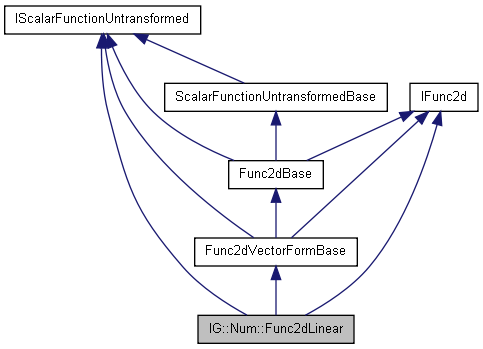 IScalarFunctionUntransformed
ScalarFunctionUntransformedBase
IFunc2d
Func2dBase
Func2dVectorFormBase
IG::Num::Func2dLinear